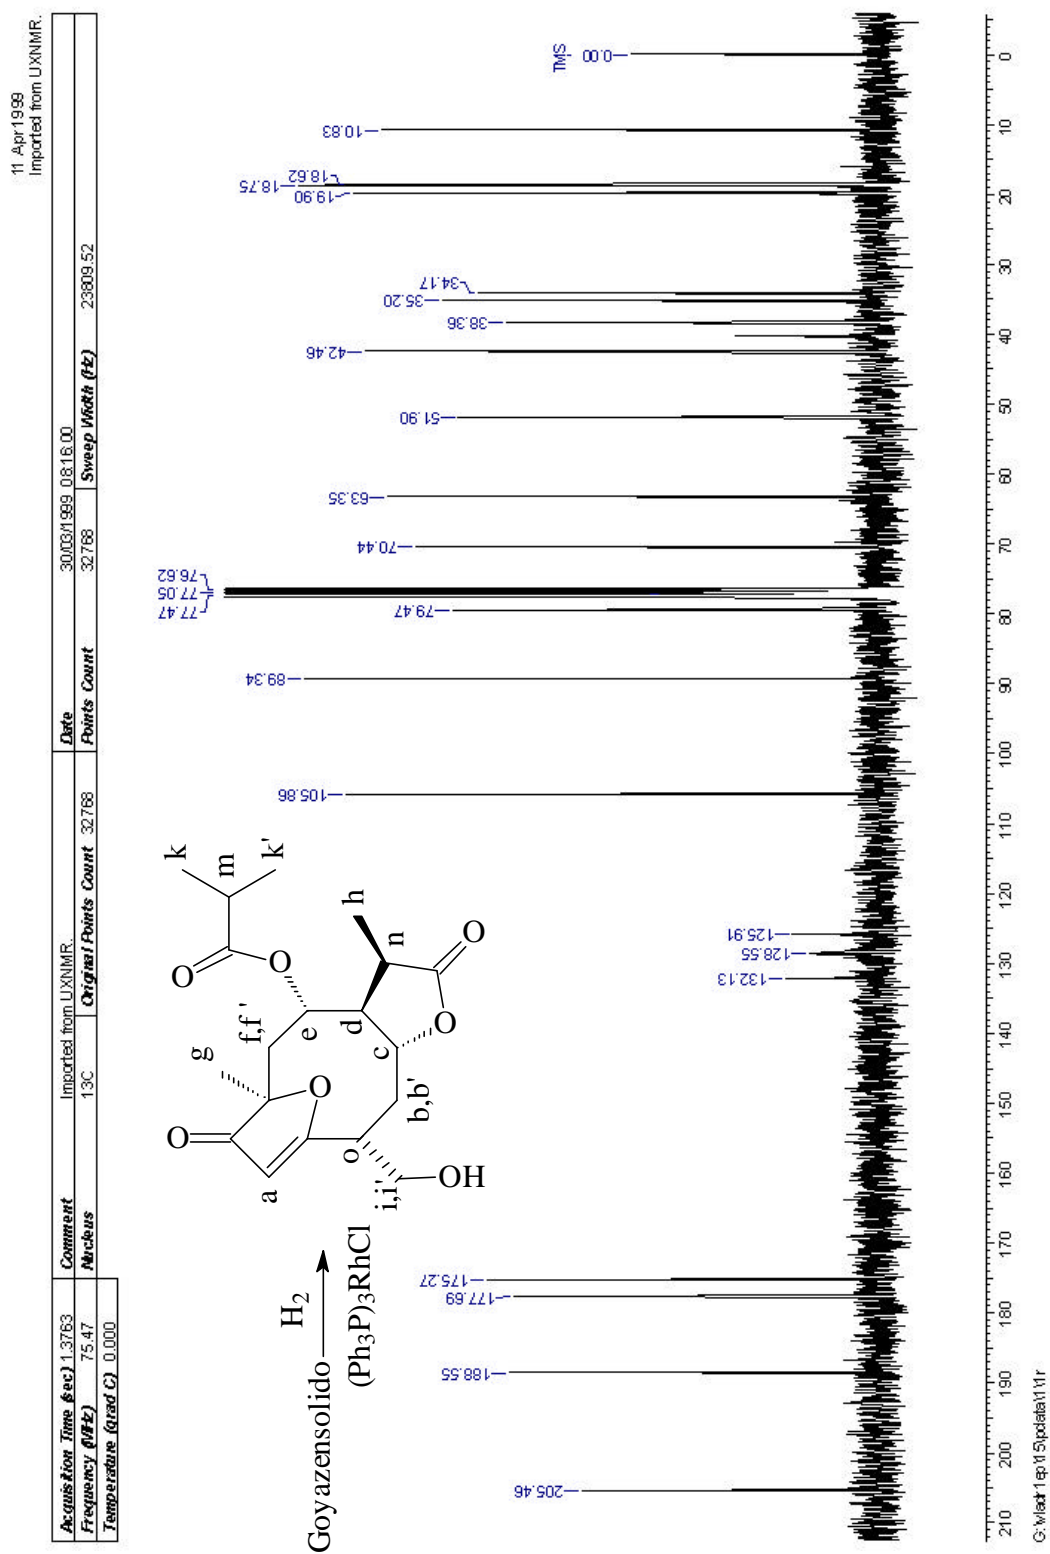 11 Apr 1999
Imported from UXNMR.
Acquisition Time (sec) 1.3763 Comment Imported from UXNMR. Date 30/03/1999 08:16:00
Frequency (MHz) 75.47 Nucleus 13C Original Points Count 32768 Points Count 32768 Sweep Width (Hz) 23809.52
Temperature (grad C) 0.000
205.46
188.55
177.69
175.27
132.13
128.55
125.91
105.86
89.34
79.47
77.47
77.05
76.62
70.44
63.35
51.90
42.46
38.36
35.20
34.17
19.90
18.75
18.62
10.83
TMS
0.00
Goyazensolido
H2
(Ph3P)3RhCl
k
m
k'
O
O
h
n
O
O
f,f '
e
d
c
g
O
b,b'
O
o
a
i,i'
OH
210 200 190 180 170 160 150 140 130 120 110 100 90 80 70 60 50 40 30 20 10 0